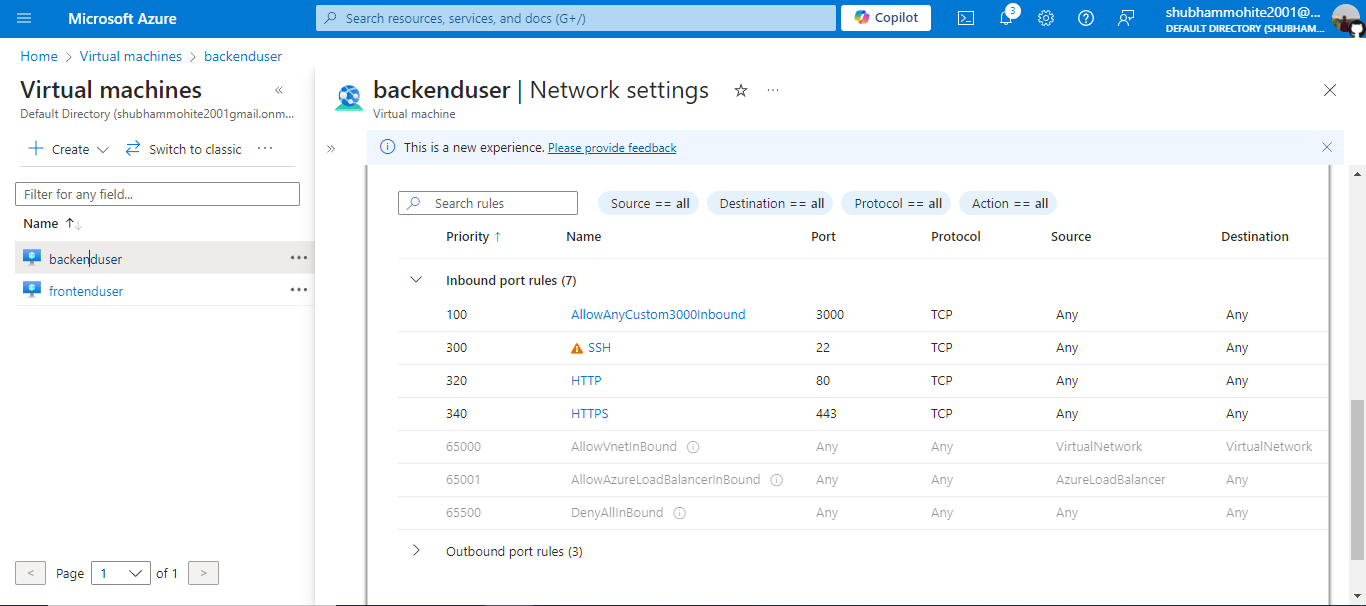 Microsoft Azure
Search resources, services, and docs (G+/)
Copilot
3
shubhammohite2001@...
DEFAULT DIRECTORY (SHUBHAM...
Home > Virtual machines > backenduser
Virtual machines «
Default Directory (shubhammohite2001gmail.onm...
Create
Switch to classic ...
Filter for any field...
Name ↑↓
backenduser ...
frontenduser ...
< Page 1 of 1 >
backenduser | Network settings ☆ ...
Virtual machine
»
This is a new experience. Please provide feedback
Search rules
Source == all
Destination == all
Protocol == all
Action == all
Priority ↑ Name Port Protocol Source Destination
Inbound port rules (7)
100 AllowAnyCustom3000Inbound 3000 TCP Any Any
300 SSH 22 TCP Any Any
320 HTTP 80 TCP Any Any
340 HTTPS 443 TCP Any Any
65000 AllowVnetInBound Any Any VirtualNetwork VirtualNetwork
65001 AllowAzureLoadBalancerInBound Any Any AzureLoadBalancer Any
65500 DenyAllInBound Any Any Any Any
Outbound port rules (3)